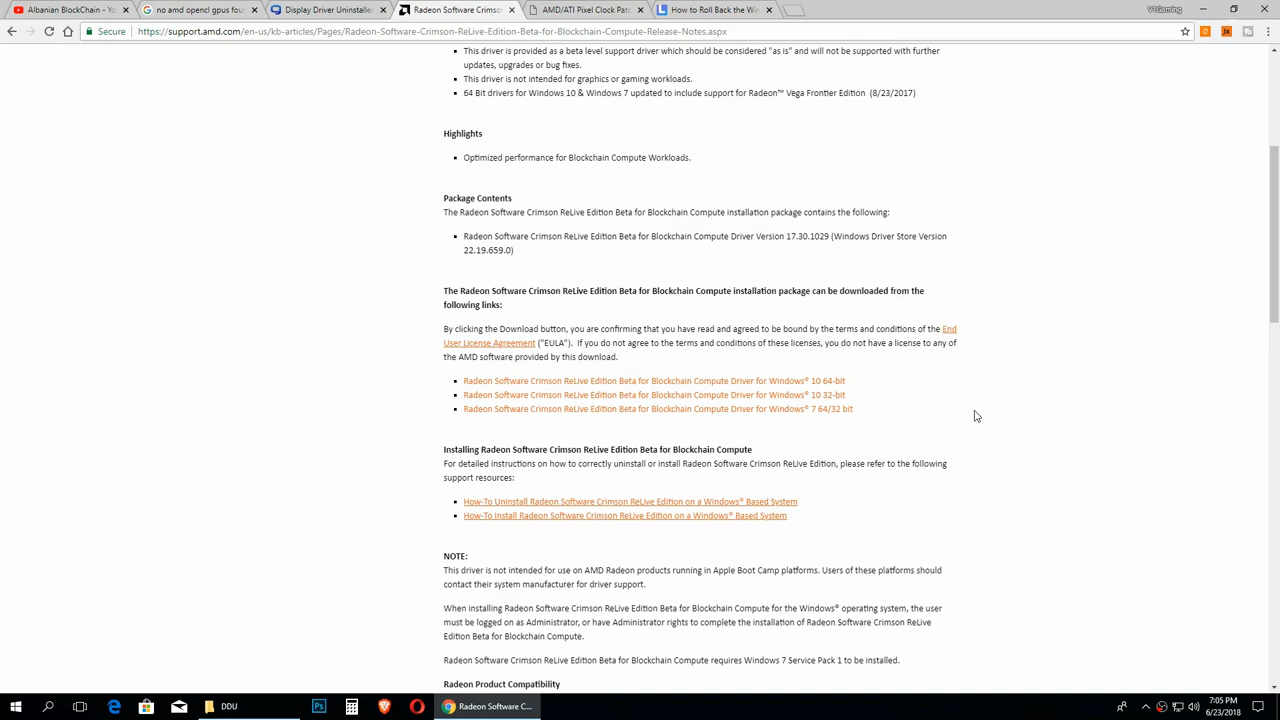 Albanian BlockChain - Yo
no amd opencl gpus fou
Display Driver Uninstaller
Radeon Software Crimso
AMD/ATI Pixel Clock Patc
How to Roll Back the Win
VTGaming
Secure
https://support.amd.com/en-us/kb-articles/Pages/Radeon-Software-Crimson-ReLive-Edition-Beta-for-Blockchain-Compute-Release-Notes.aspx
This driver is provided as a beta level support driver which should be considered "as is" and will not be supported with further
updates, upgrades or bug fixes.
This driver is not intended for graphics or gaming workloads.
64 Bit drivers for Windows 10 & Windows 7 updated to include support for Radeon™ Vega Frontier Edition (8/23/2017)
Highlights
Optimized performance for Blockchain Compute Workloads.
Package Contents
The Radeon Software Crimson ReLive Edition Beta for Blockchain Compute installation package contains the following:
Radeon Software Crimson ReLive Edition Beta for Blockchain Compute Driver Version 17.30.1029 (Windows Driver Store Version
22.19.659.0)
The Radeon Software Crimson ReLive Edition Beta for Blockchain Compute installation package can be downloaded from the
following links:
By clicking the Download button, you are confirming that you have read and agreed to be bound by the terms and conditions of the End
User License Agreement ("EULA"). If you do not agree to the terms and conditions of these licenses, you do not have a license to any of
the AMD software provided by this download.
Radeon Software Crimson ReLive Edition Beta for Blockchain Compute Driver for Windows® 10 64-bit
Radeon Software Crimson ReLive Edition Beta for Blockchain Compute Driver for Windows® 10 32-bit
Radeon Software Crimson ReLive Edition Beta for Blockchain Compute Driver for Windows® 7 64/32 bit
Installing Radeon Software Crimson ReLive Edition Beta for Blockchain Compute
For detailed instructions on how to correctly uninstall or install Radeon Software Crimson ReLive Edition, please refer to the following
support resources:
How-To Uninstall Radeon Software Crimson ReLive Edition on a Windows® Based System
How-To Install Radeon Software Crimson ReLive Edition on a Windows® Based System
NOTE:
This driver is not intended for use on AMD Radeon products running in Apple Boot Camp platforms. Users of these platforms should
contact their system manufacturer for driver support.
When installing Radeon Software Crimson ReLive Edition Beta for Blockchain Compute for the Windows® operating system, the user
must be logged on as Administrator, or have Administrator rights to complete the installation of Radeon Software Crimson ReLive
Edition Beta for Blockchain Compute.
Radeon Software Crimson ReLive Edition Beta for Blockchain Compute requires Windows 7 Service Pack 1 to be installed.
Radeon Product Compatibility
DDU
Ps
Radeon Software C...
7:05 PM
6/23/2018